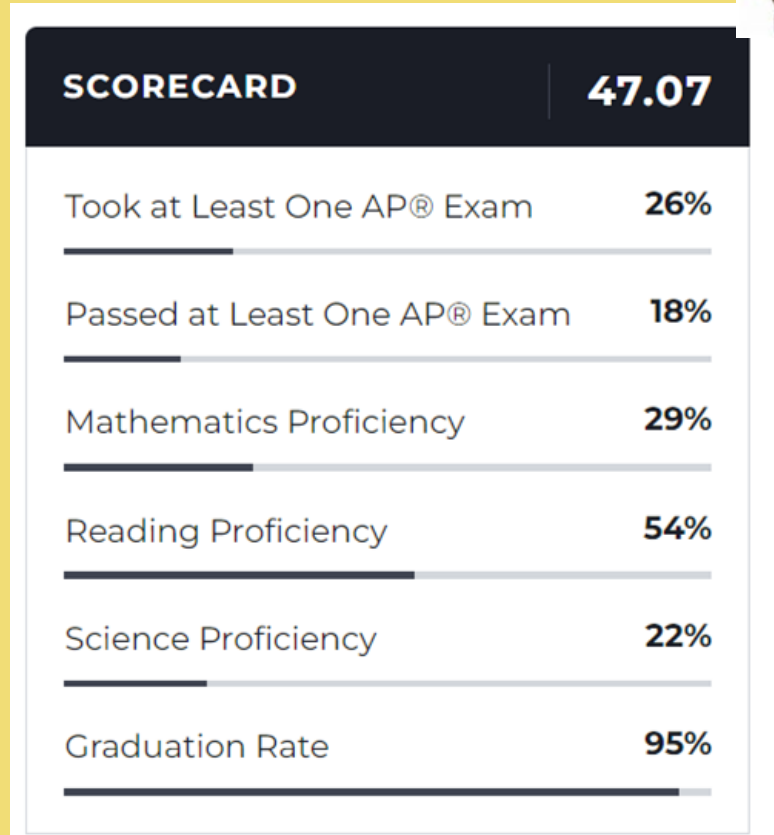 SCORECARD 47.07
Took at Least One AP® Exam 26%
Passed at Least One AP® Exam 18%
Mathematics Proficiency 29%
Reading Proficiency 54%
Science Proficiency 22%
Graduation Rate 95%